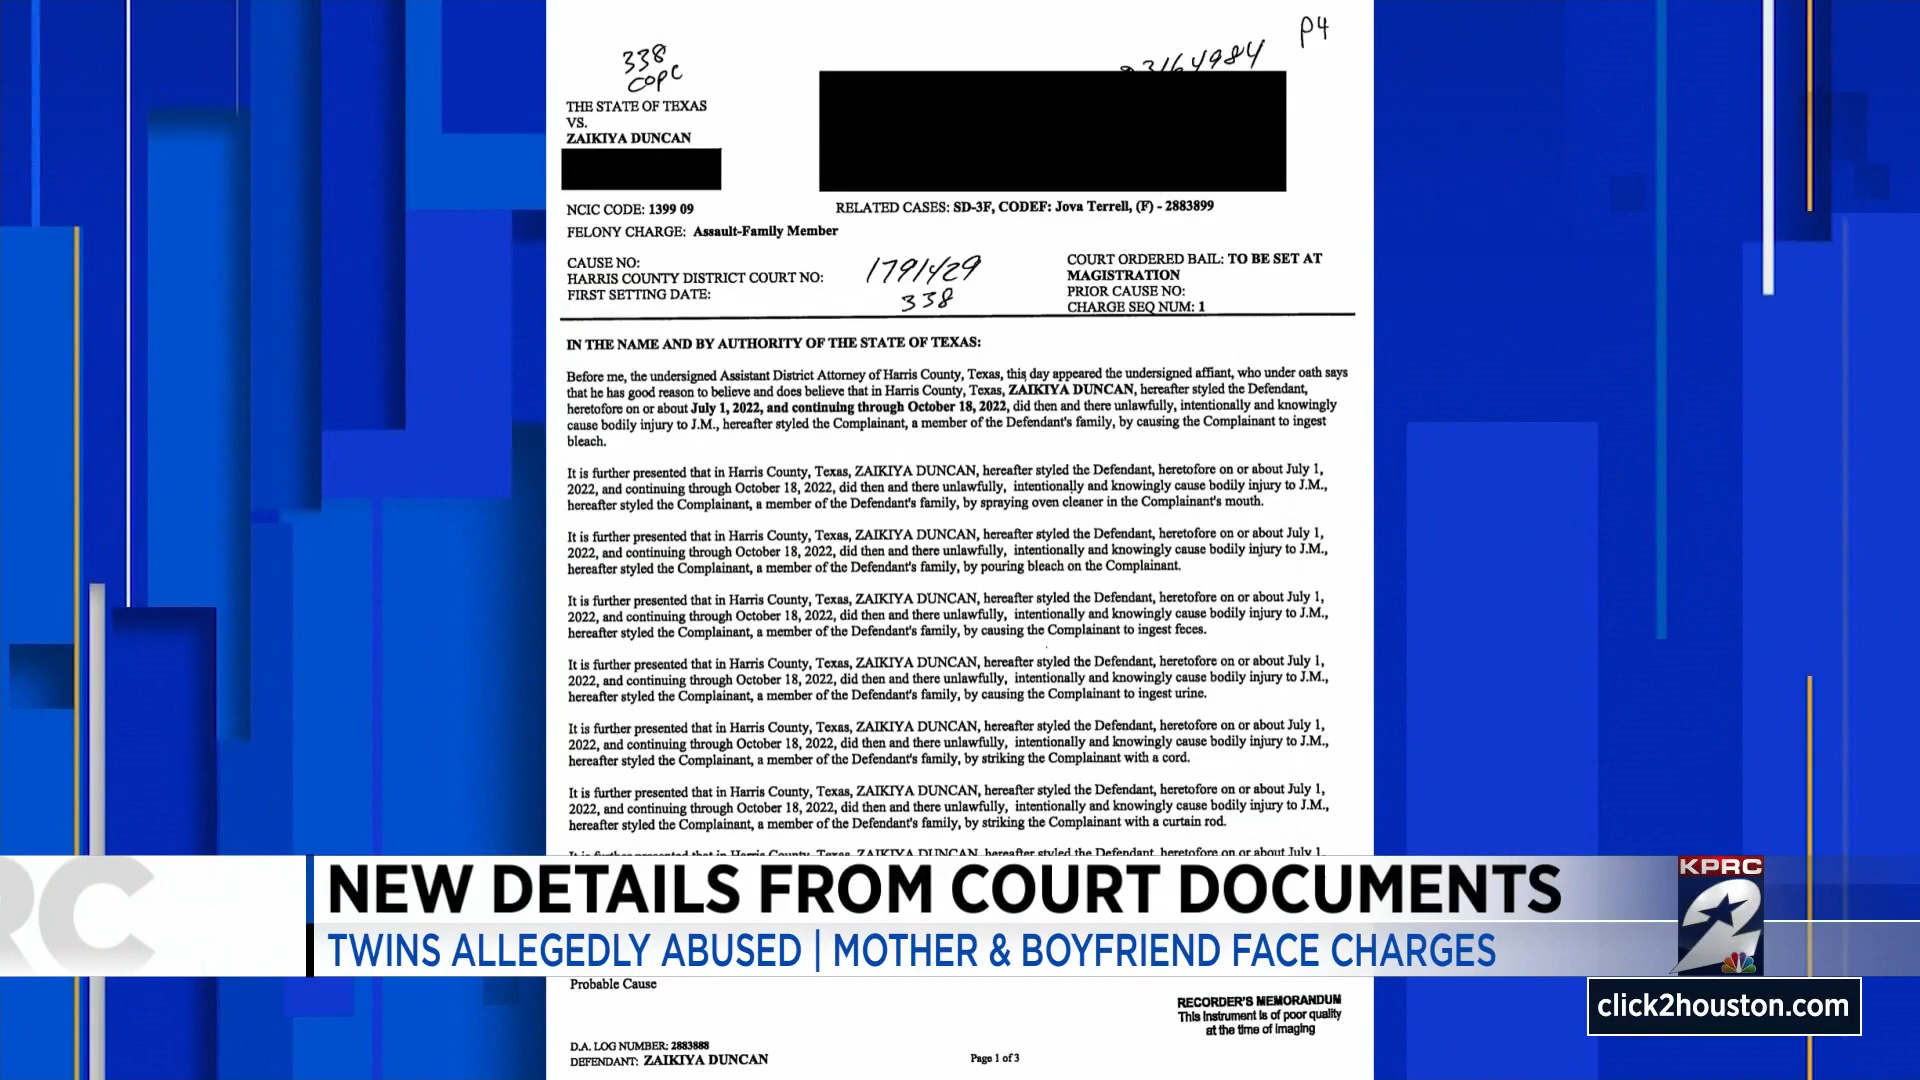 P4
338
copc
3164984
THE STATE OF TEXAS
VS.
ZAIKIYA DUNCAN
NCIC CODE: 1399 09
RELATED CASES: SD-3F, CODEF: Jova Terrell, (F) - 2883899
FELONY CHARGE: Assault-Family Member
CAUSE NO:
HARRIS COUNTY DISTRICT COURT NO:
FIRST SETTING DATE:
1791429
338
COURT ORDERED BAIL: TO BE SET AT
MAGISTRATION
PRIOR CAUSE NO:
CHARGE SEQ NUM: 1
IN THE NAME AND BY AUTHORITY OF THE STATE OF TEXAS:
Before me, the undersigned Assistant District Attorney of Harris County, Texas, this day appeared the undersigned affiant, who under oath says
that he has good reason to believe and does believe that in Harris County, Texas, ZAIKIYA DUNCAN, hereafter styled the Defendant,
heretofore on or about July 1, 2022, and continuing through October 18, 2022, did then and there unlawfully, intentionally and knowingly
cause bodily injury to J.M., hereafter styled the Complainant, a member of the Defendant's family, by causing the Complainant to ingest
bleach.
It is further presented that in Harris County, Texas, ZAIKIYA DUNCAN, hereafter styled the Defendant, heretofore on or about July 1,
2022, and continuing through October 18, 2022, did then and there unlawfully, intentionally and knowingly cause bodily injury to J.M.,
hereafter styled the Complainant, a member of the Defendant's family, by spraying oven cleaner in the Complainant's mouth.
It is further presented that in Harris County, Texas, ZAIKIYA DUNCAN, hereafter styled the Defendant, heretofore on or about July 1,
2022, and continuing through October 18, 2022, did then and there unlawfully, intentionally and knowingly cause bodily injury to J.M.,
hereafter styled the Complainant, a member of the Defendant's family, by pouring bleach on the Complainant.
It is further presented that in Harris County, Texas, ZAIKIYA DUNCAN, hereafter styled the Defendant, heretofore on or about July 1,
2022, and continuing through October 18, 2022, did then and there unlawfully, intentionally and knowingly cause bodily injury to J.M.,
hereafter styled the Complainant, a member of the Defendant's family, by causing the Complainant to ingest feces.
It is further presented that in Harris County, Texas, ZAIKIYA DUNCAN, hereafter styled the Defendant, heretofore on or about July 1,
2022, and continuing through October 18, 2022, did then and there unlawfully, intentionally and knowingly cause bodily injury to J.M.,
hereafter styled the Complainant, a member of the Defendant's family, by causing the Complainant to ingest urine.
It is further presented that in Harris County, Texas, ZAIKIYA DUNCAN, hereafter styled the Defendant, heretofore on or about July 1,
2022, and continuing through October 18, 2022, did then and there unlawfully, intentionally and knowingly cause bodily injury to J.M.,
hereafter styled the Complainant, a member of the Defendant's family, by striking the Complainant with a cord.
It is further presented that in Harris County, Texas, ZAIKIYA DUNCAN, hereafter styled the Defendant, heretofore on or about July 1,
2022, and continuing through October 18, 2022, did then and there unlawfully, intentionally and knowingly cause bodily injury to J.M.,
hereafter styled the Complainant, a member of the Defendant's family, by striking the Complainant with a curtain rod.
It is further presented that in Harris County, Texas, ZAIKIYA DUNCAN, hereafter styled the Defendant, heretofore on or about July 1,
RC
NEW DETAILS FROM COURT DOCUMENTS
TWINS ALLEGEDLY ABUSED | MOTHER & BOYFRIEND FACE CHARGES
KPRC
2
click2houston.com
Probable Cause
RECORDER'S MEMORANDUM
This instrument is of poor quality
at the time of imaging
D.A. LOG NUMBER: 2883888
DEFENDANT: ZAIKIYA DUNCAN
Page 1 of 3